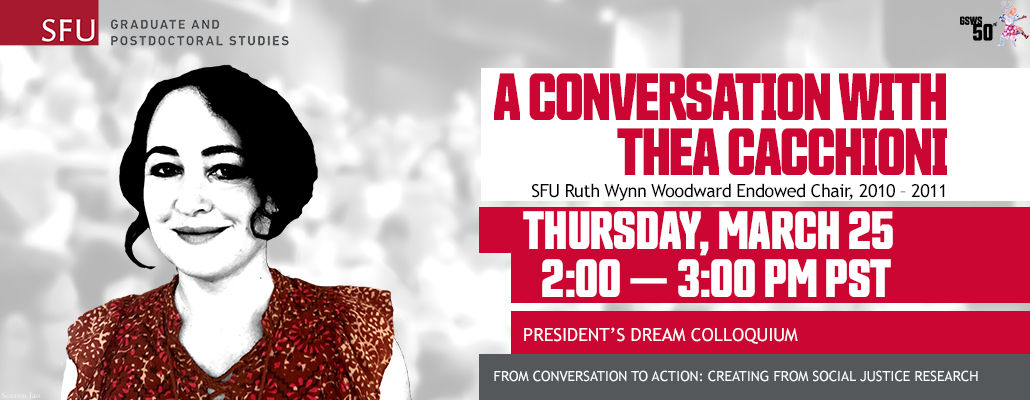 SFU GRADUATE AND
POSTDOCTORAL STUDIES
GSWS
50
A CONVERSATION WITH
THEA CACCHIONI
SFU Ruth Wynn Woodward Endowed Chair, 2010 – 2011
THURSDAY, MARCH 25
2:00 — 3:00 PM PST
PRESIDENT'S DREAM COLLOQUIUM
FROM CONVERSATION TO ACTION: CREATING FROM SOCIAL JUSTICE RESEARCH